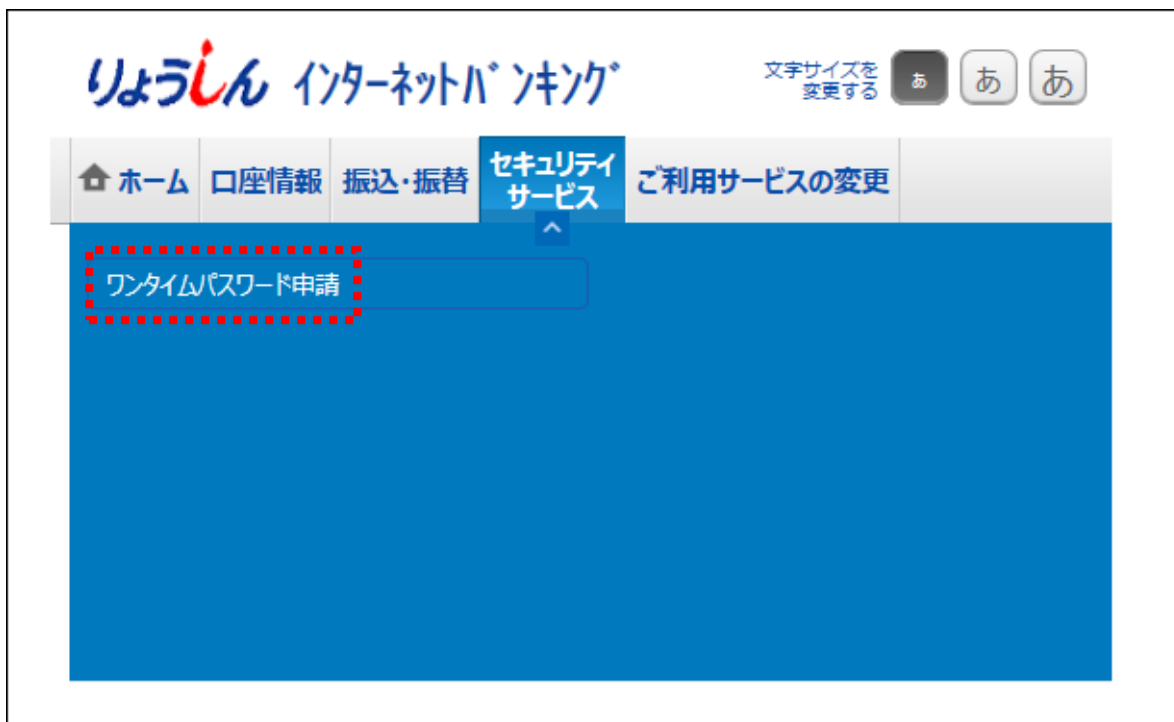 りょうしん インターネットバンキング
文字サイズを
変更する
あ あ あ
ホーム 口座情報 振込・振替 セキュリティ
サービス ご利用サービスの変更
ワンタイムパスワード申請